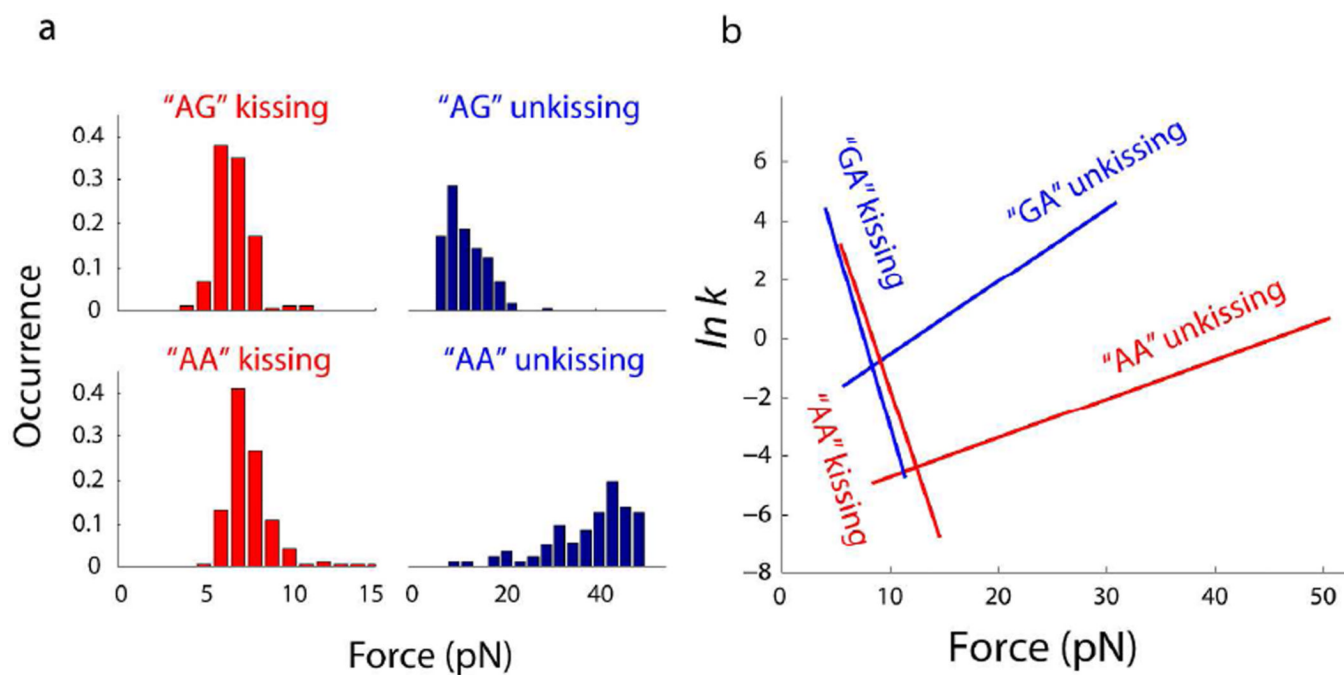 a
b
"AG" kissing
"AG" unkissing
0.4
0.3
0.2
0.1
0
"AA" kissing
"AA" unkissing
0.4
0.3
0.2
0.1
0
0 5 10 15
0 20 40
Occurrence
Force (pN)
6
4
2
0
−2
−4
−6
−8
ln k
"GA" kissing
"GA" unkissing
"AA" unkissing
"AA" kissing
0 10 20 30 40 50
Force (pN)